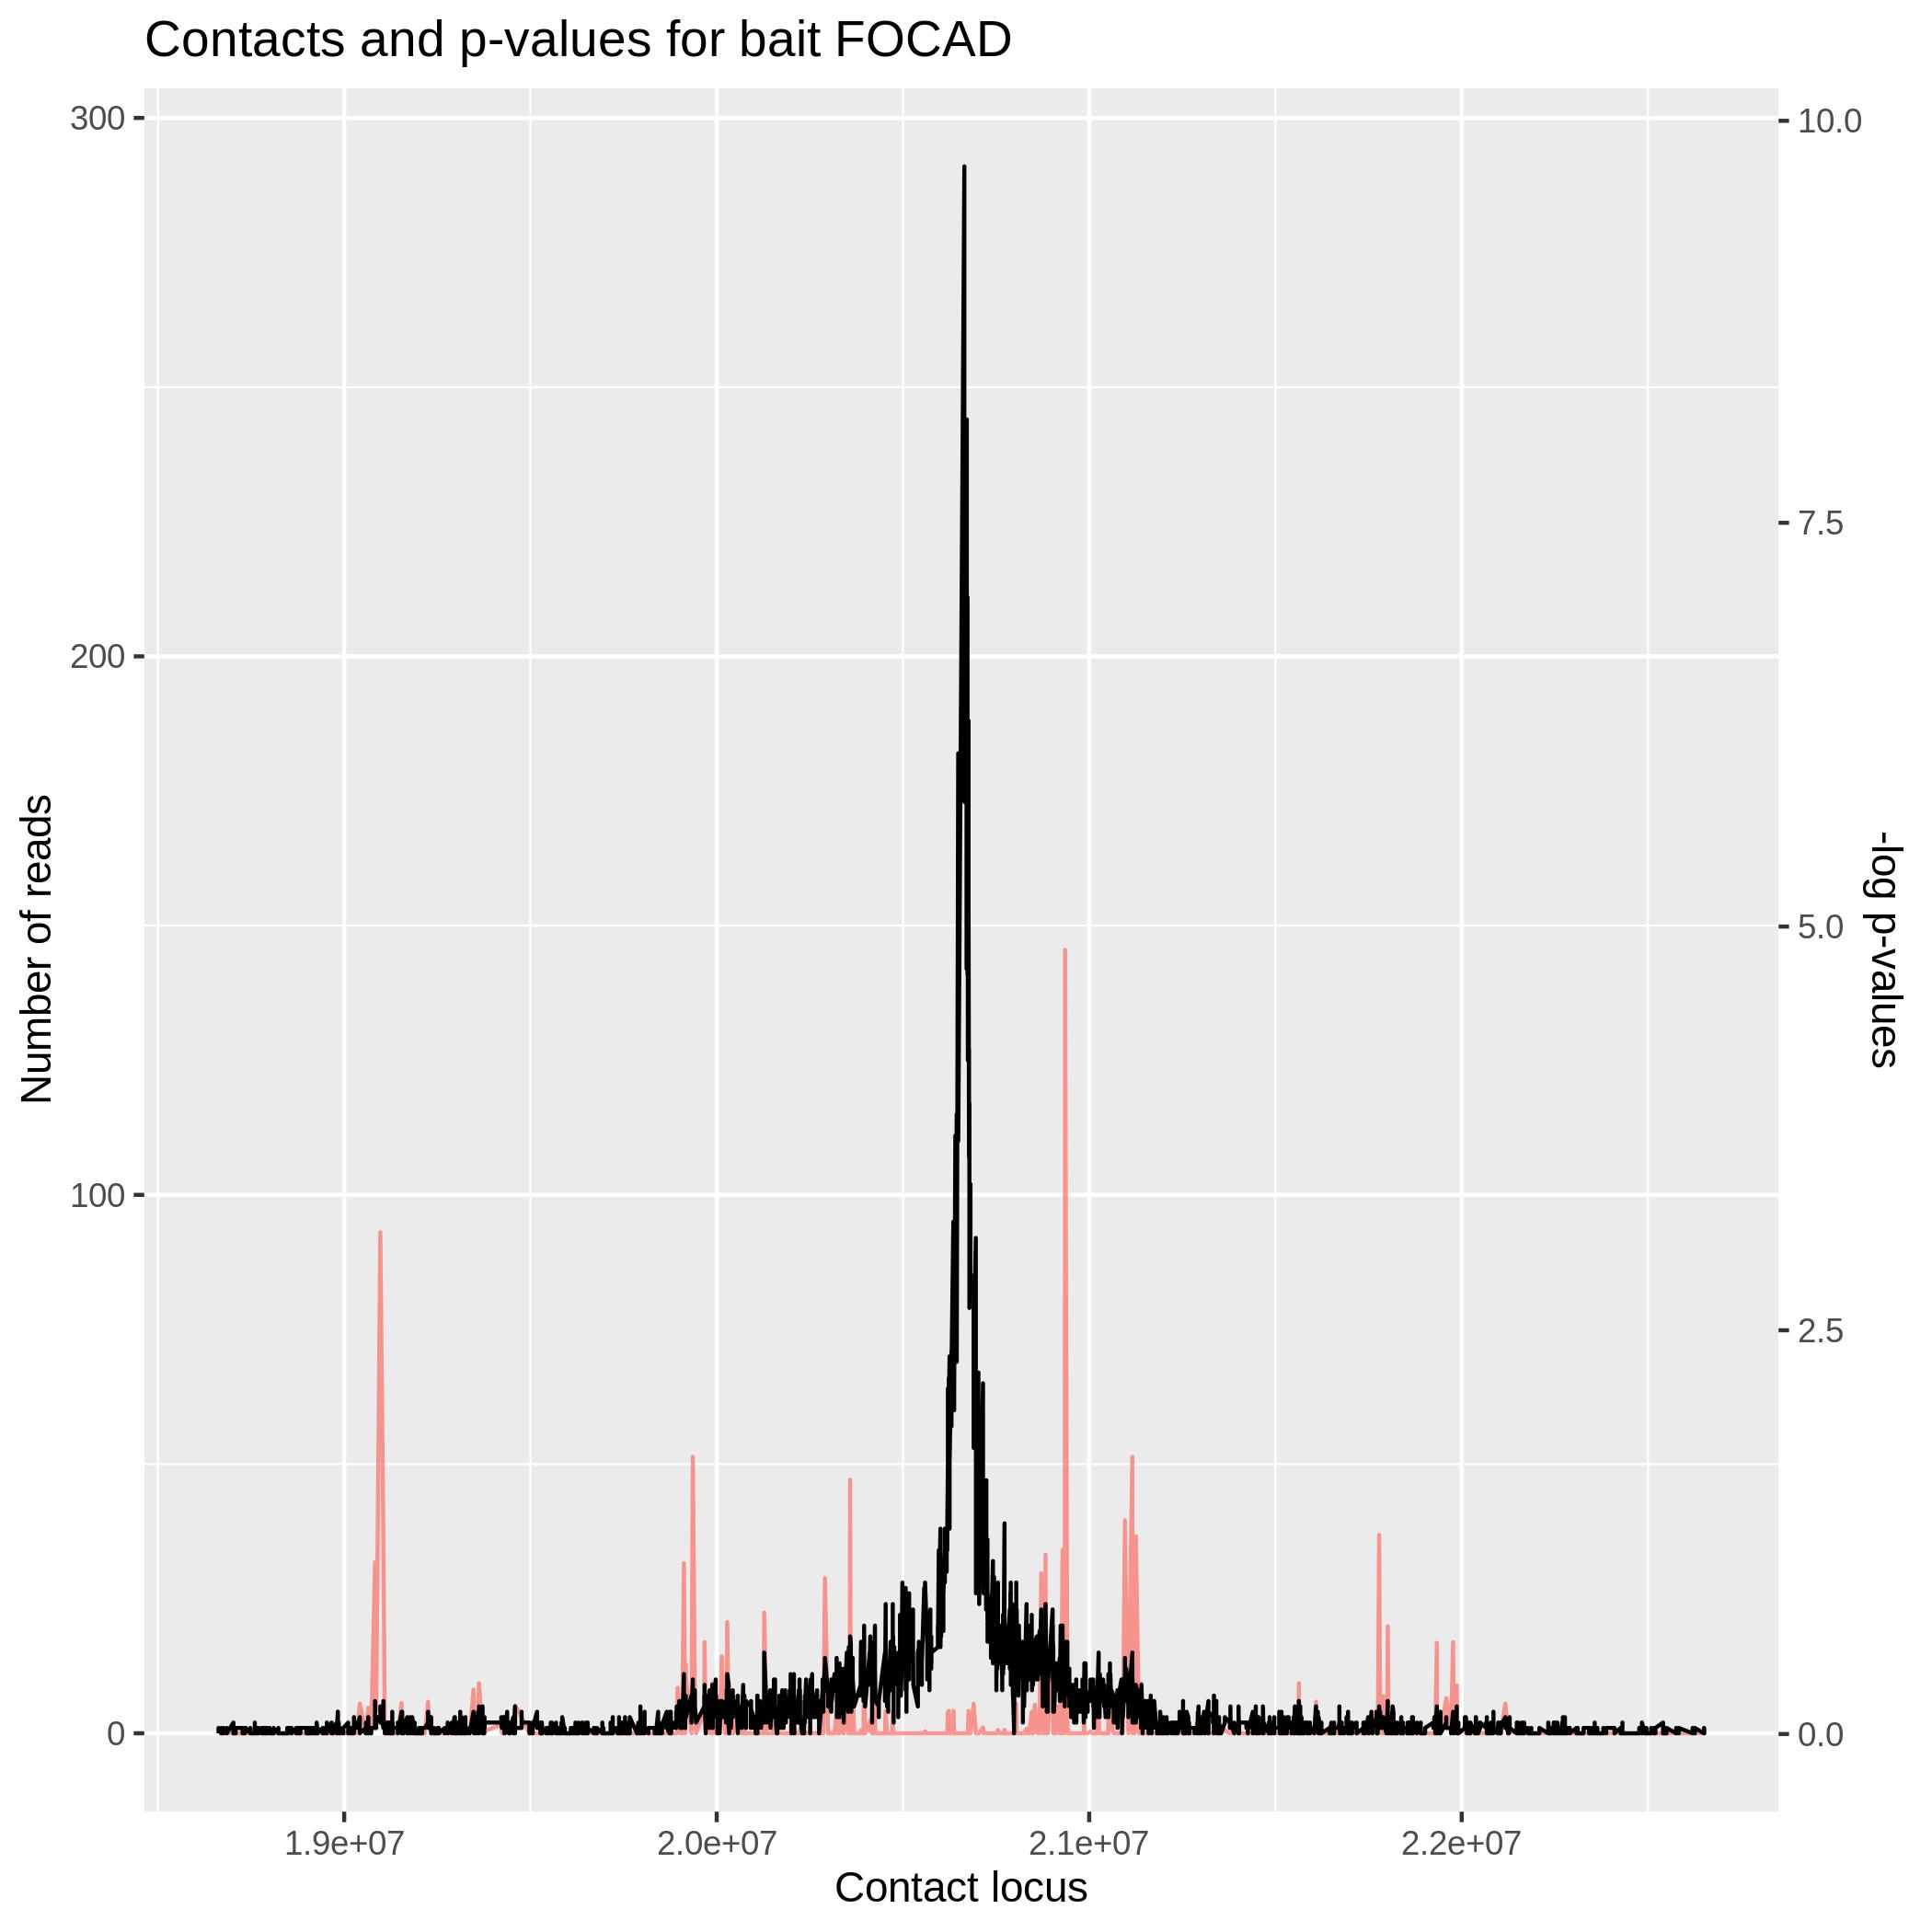 Contacts and p-values for bait FOCAD
300
200
100
0
Number of reads
10.0
7.5
5.0
2.5
0.0
-log p-values
1.9e+07
2.0e+07
2.1e+07
2.2e+07
Contact locus